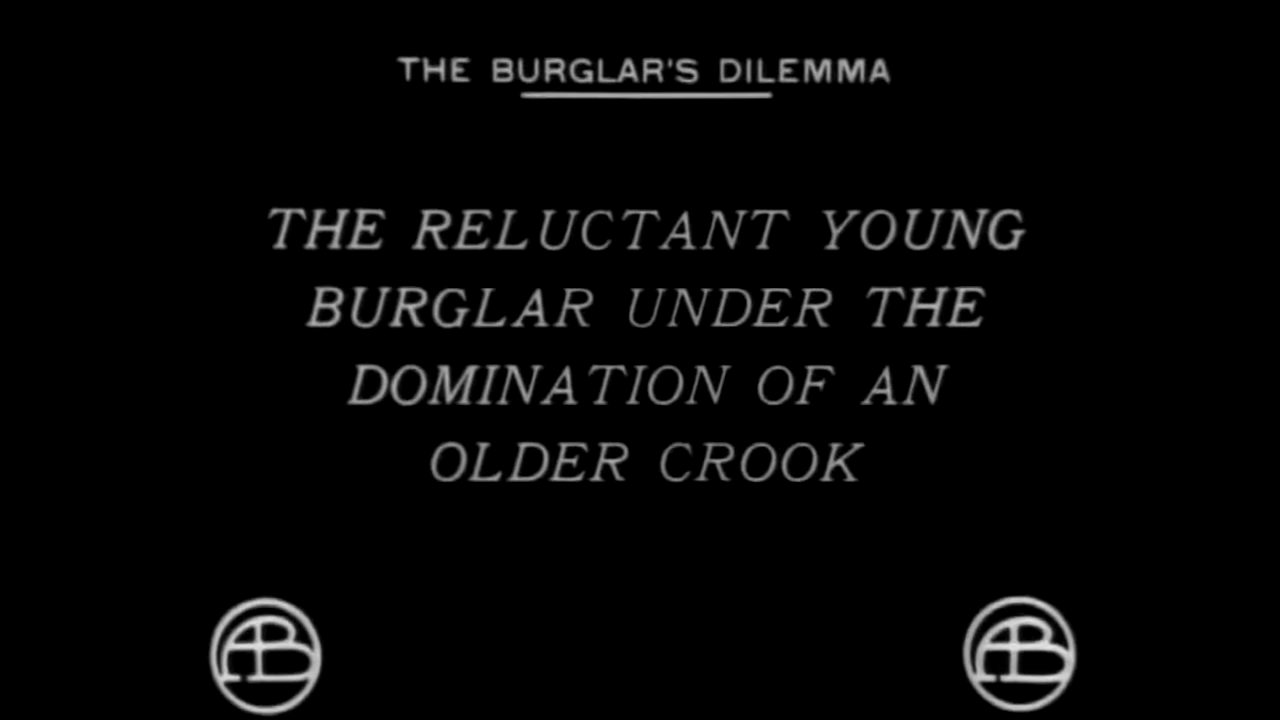 THE BURGLAR'S DILEMMA
THE RELUCTANT YOUNG
BURGLAR UNDER THE
DOMINATION OF AN
OLDER CROOK
AB AB